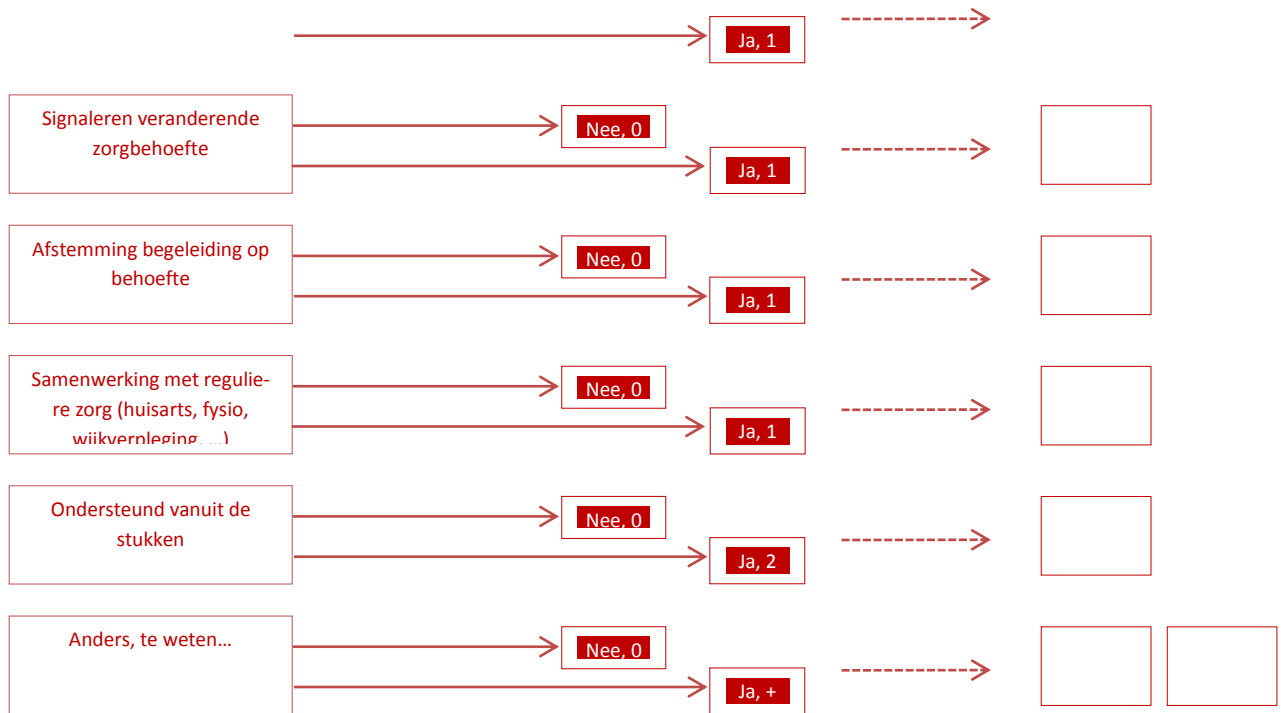 Ja, 1
Signaleren veranderende
zorgbehoefte
Nee, 0
Ja, 1
Afstemming begeleiding op
behoefte
Nee, 0
Ja, 1
Samenwerking met regulie-
re zorg (huisarts, fysio,
wijkverpleging, …)
Nee, 0
Ja, 1
Ondersteund vanuit de
stukken
Nee, 0
Ja, 2
Anders, te weten…
Nee, 0
Ja, +